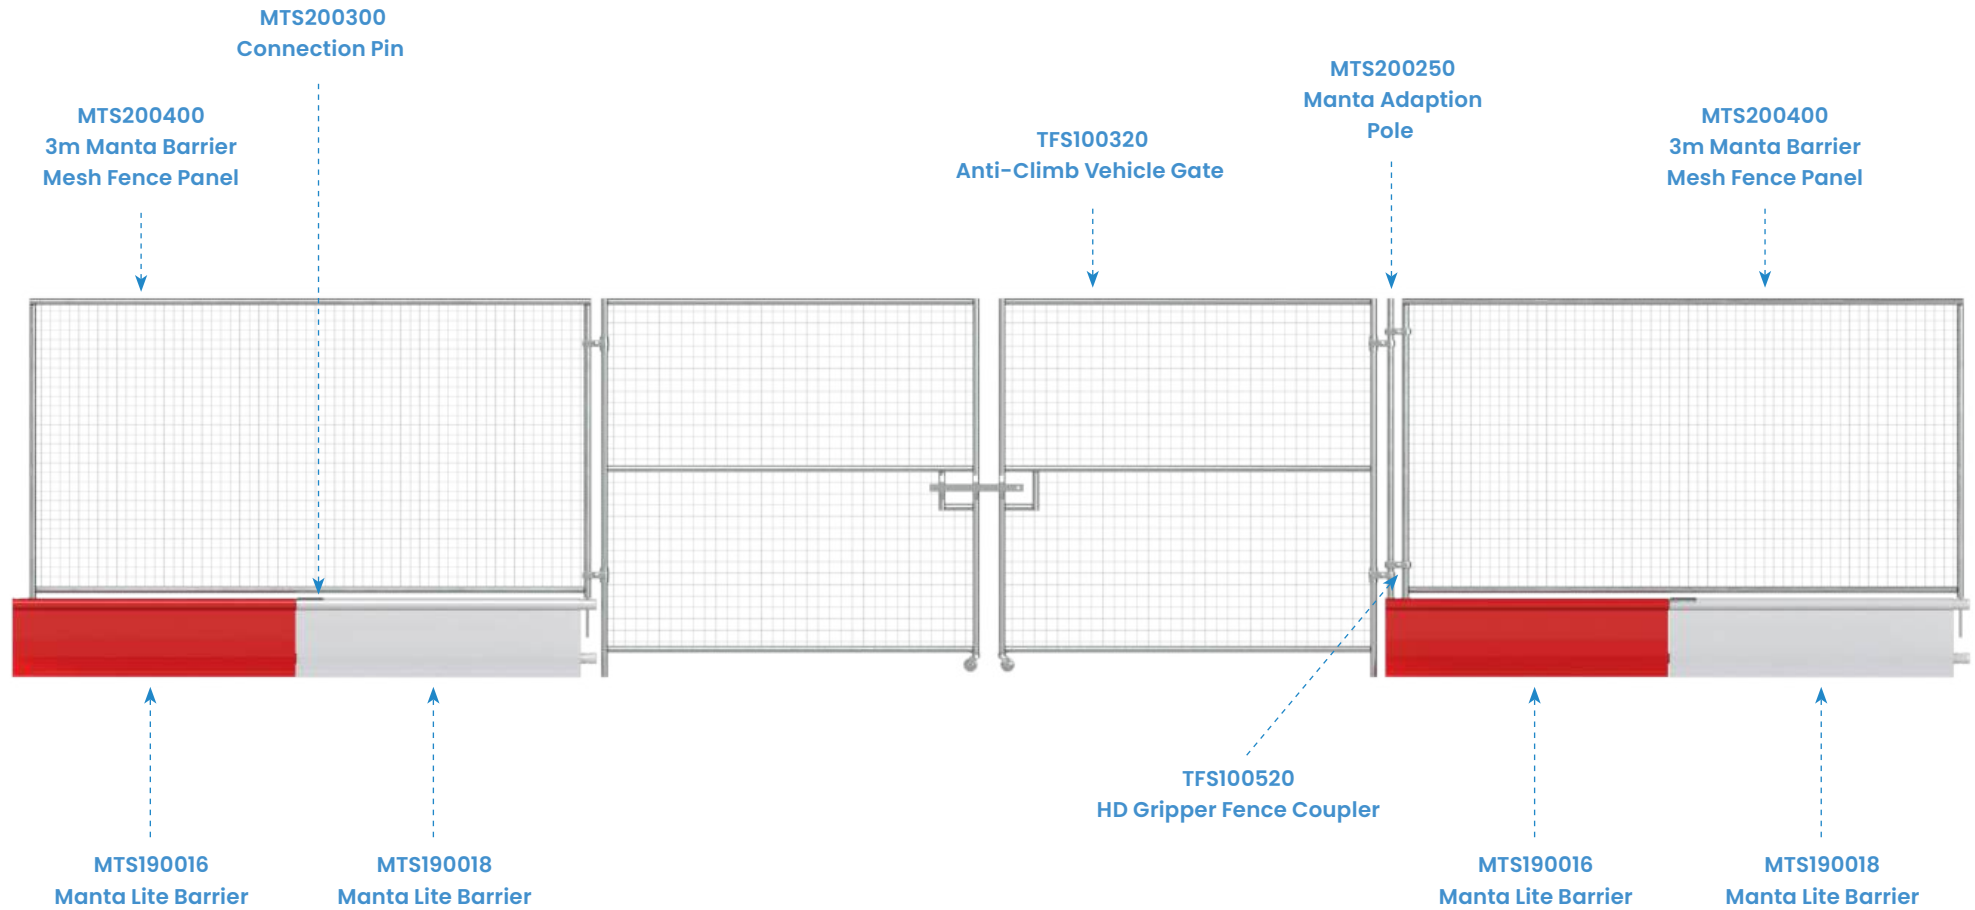 MTS200300
Connection Pin
MTS200400
3m Manta Barrier
Mesh Fence Panel
TFS100320
Anti-Climb Vehicle Gate
MTS200250
Manta Adaption
Pole
MTS200400
3m Manta Barrier
Mesh Fence Panel
TFS100520
HD Gripper Fence Coupler
MTS190016
Manta Lite Barrier
MTS190018
Manta Lite Barrier
MTS190016
Manta Lite Barrier
MTS190018
Manta Lite Barrier